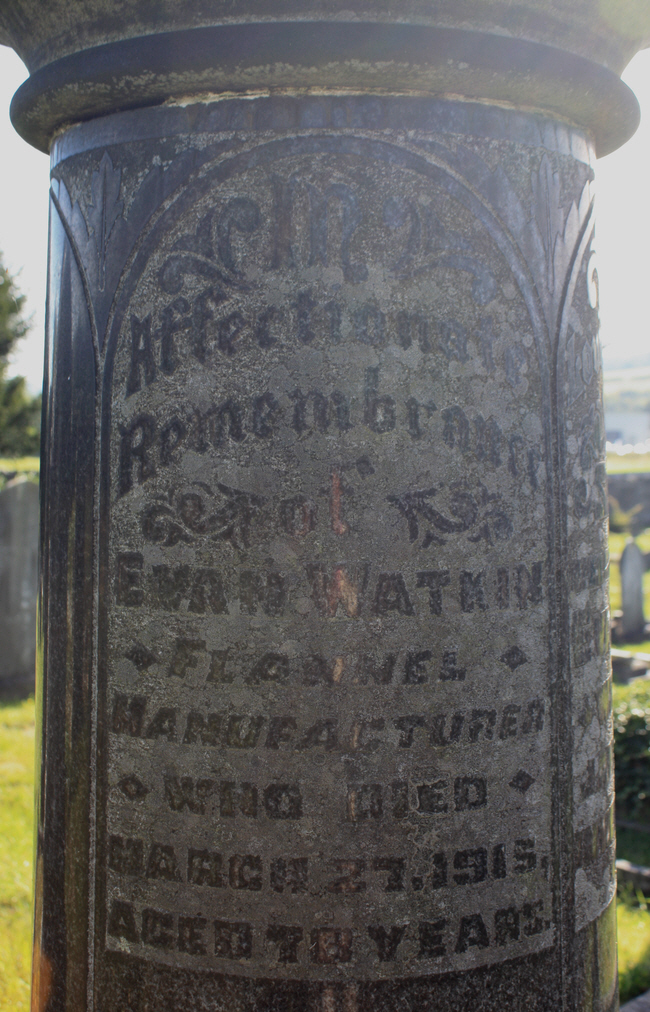 In
Affectionate
Remembrance
of
EVAN WATKIN
FLANNEL
MANUFACTURER
WHO DIED
MARCH 27, 1915,
AGED 70 YEARS.